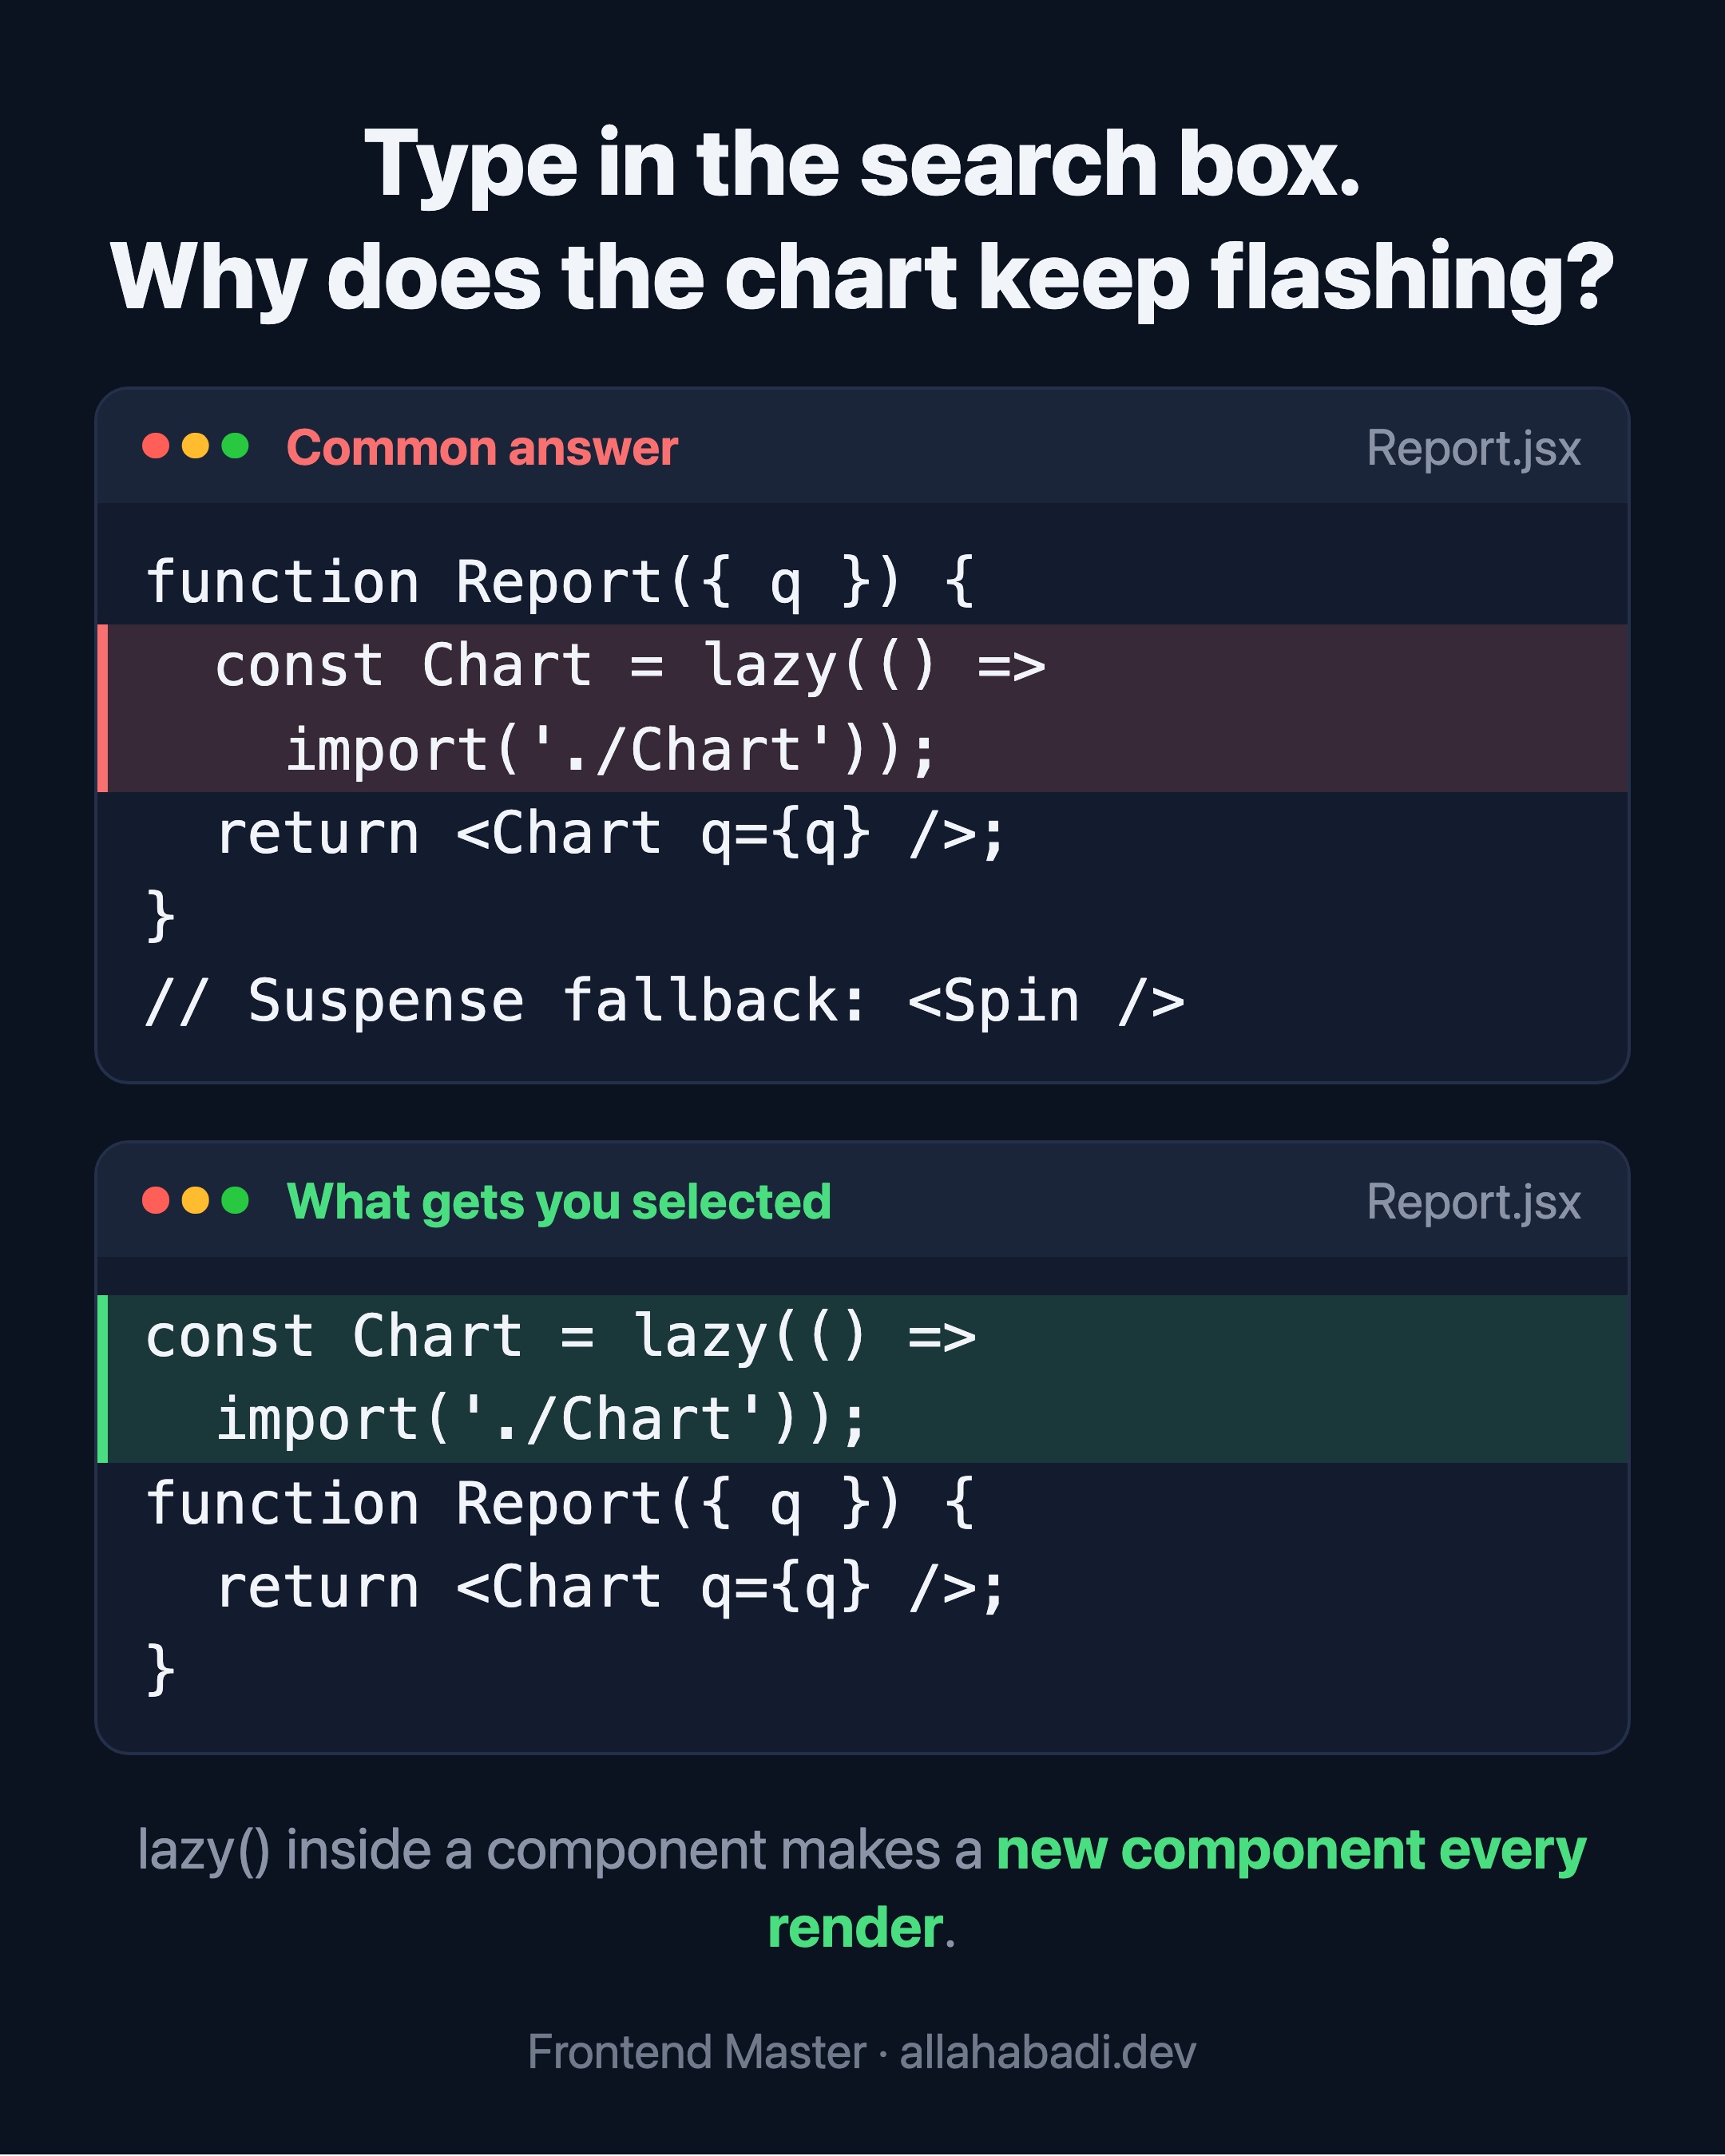 Type in the search box.
Why does the chart keep flashing?
Common answer
Report.jsx
function Report({ q }) {
  const Chart = lazy(() =>
    import('./Chart'));
  return <Chart q={q} />;
}
// Suspense fallback: <Spin />
What gets you selected
Report.jsx
const Chart = lazy(() =>
  import('./Chart'));
function Report({ q }) {
  return <Chart q={q} />;
}
lazy() inside a component makes a new component every
render.
Frontend Master · allahabadi.dev